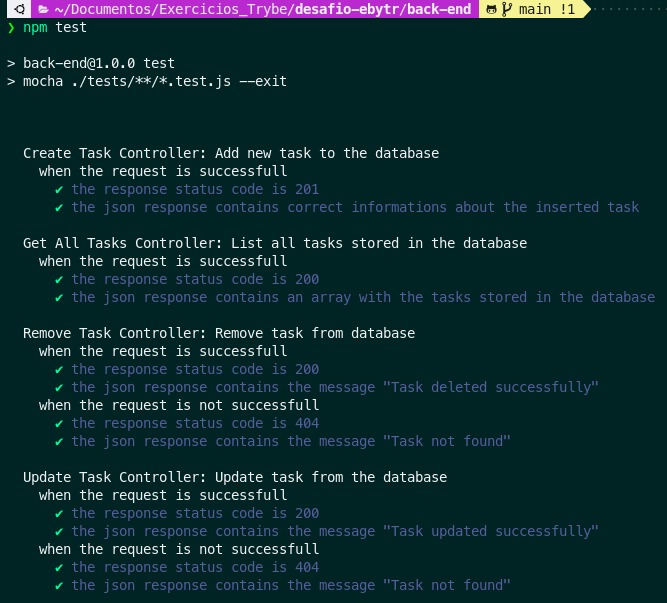 ~/Documentos/Exercicios_Trybe/desafio-ebytr/back-end main !1
❯ npm test
> back-end@1.0.0 test
> mocha ./tests/**/*.test.js --exit
Create Task Controller: Add new task to the database
when the request is successfull
✔ the response status code is 201
✔ the json response contains correct informations about the inserted task
Get All Tasks Controller: List all tasks stored in the database
when the request is successfull
✔ the response status code is 200
✔ the json response contains an array with the tasks stored in the database
Remove Task Controller: Remove task from database
when the request is successfull
✔ the response status code is 200
✔ the json response contains the message "Task deleted successfully"
when the request is not successfull
✔ the response status code is 404
✔ the json response contains the message "Task not found"
Update Task Controller: Update task from the database
when the request is successfull
✔ the response status code is 200
✔ the json response contains the message "Task updated successfully"
when the request is not successfull
✔ the response status code is 404
✔ the json response contains the message "Task not found"